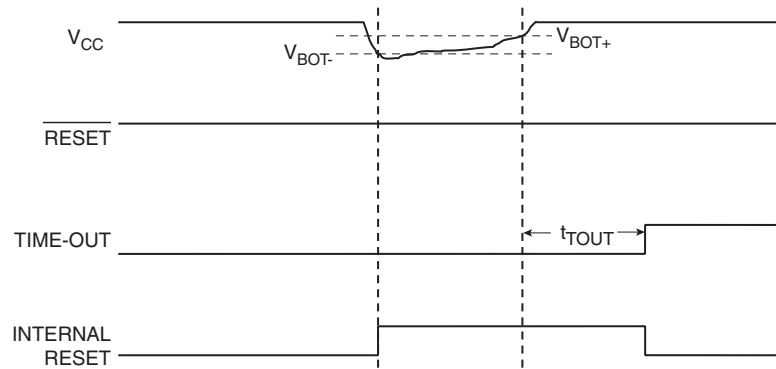 VCC
VBOT-
VBOT+
RESET
TIME-OUT
tTOUT
INTERNAL
RESET